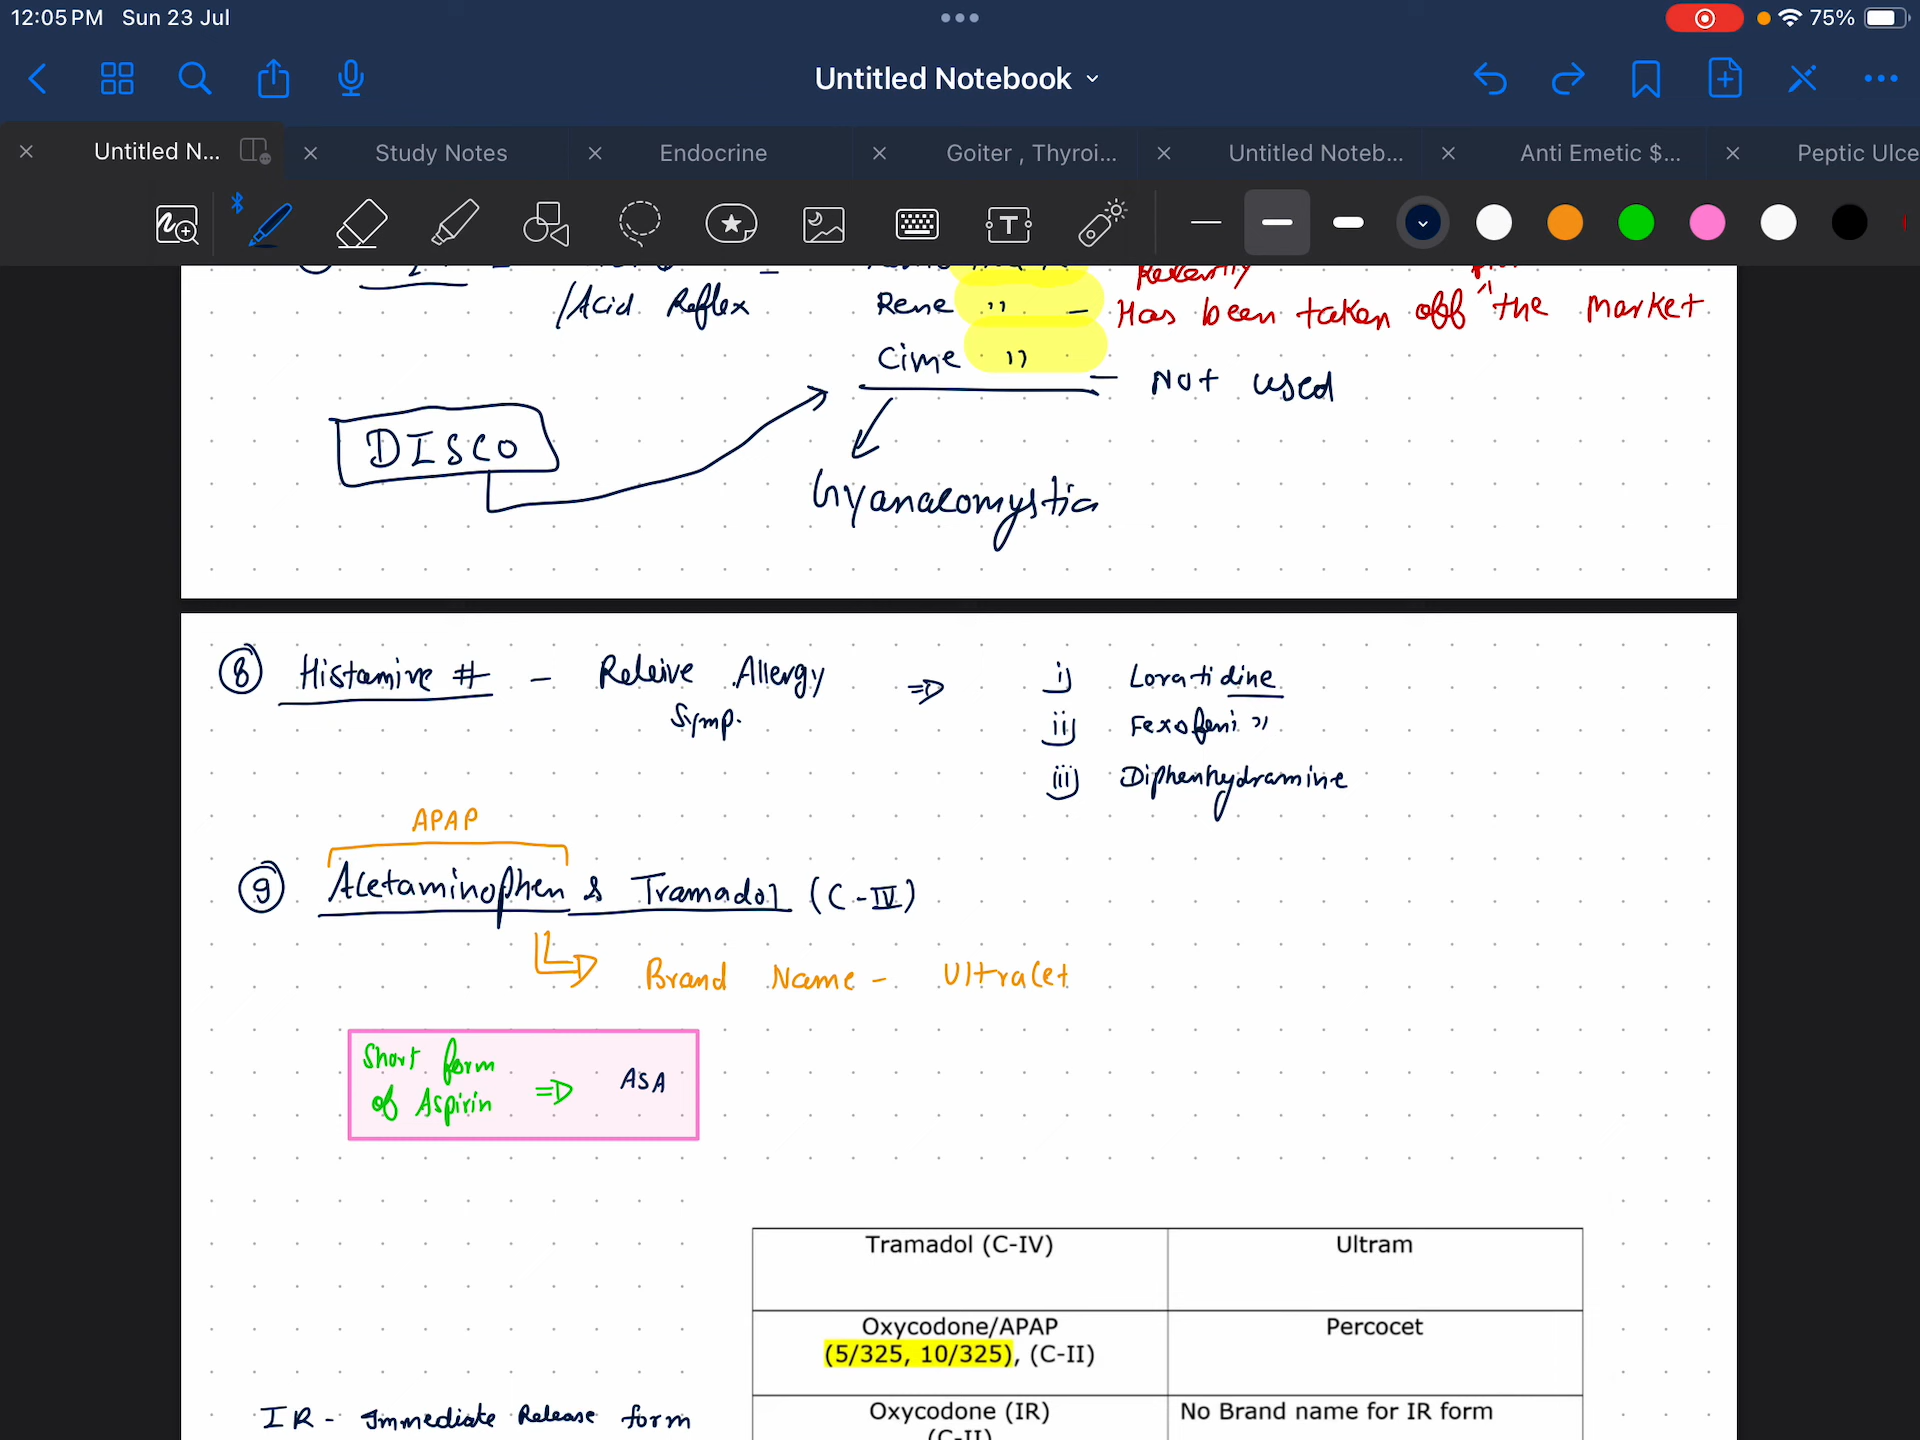 12:05 PM Sun 23 Jul
75%
Untitled Notebook
Untitled N...
Study Notes
Endocrine
Goiter , Thyroi...
Untitled Noteb...
Anti Emetic $...
Peptic Ulce
Recently
/Acid Reflex
Rene " - Has been taken off the market
Cime "
- Not used
DISCO
Gyanacomystia
8 Histamine # - Releive Allergy => i) Loratidine
Symp.
ii) Fexofeni "
iii) Diphenhydramine
APAP
9 Acetaminophen & Tramadol (C-IV)
Brand Name - Ultracet
Short form
of Aspirin => ASA
Tramadol (C-IV) Ultram
Oxycodone/APAP Percocet
(5/325, 10/325), (C-II)
IR - Immediate Release form
Oxycodone (IR) No Brand name for IR form
(C-II)